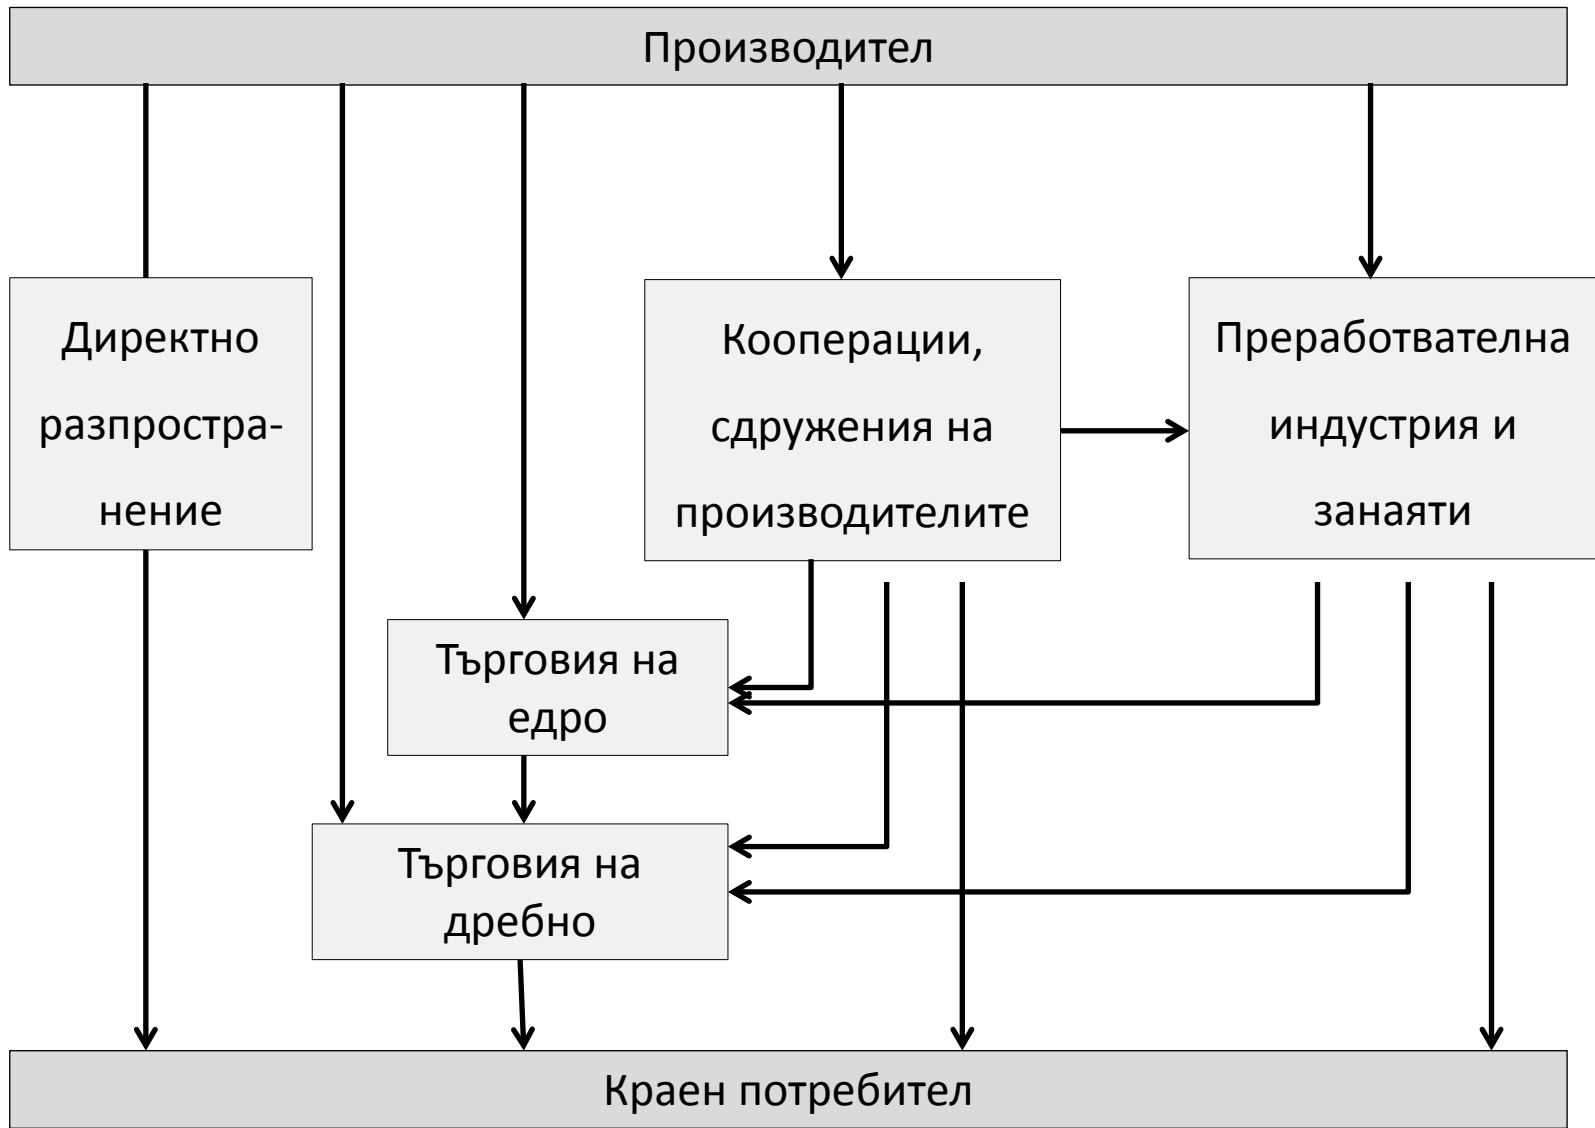 Производител
Директно
разпростра-
нение
Кооперации,
сдружения на
производителите
Преработвателна
индустрия и
занаяти
Търговия на
едро
Търговия на
дребно
Краен потребител